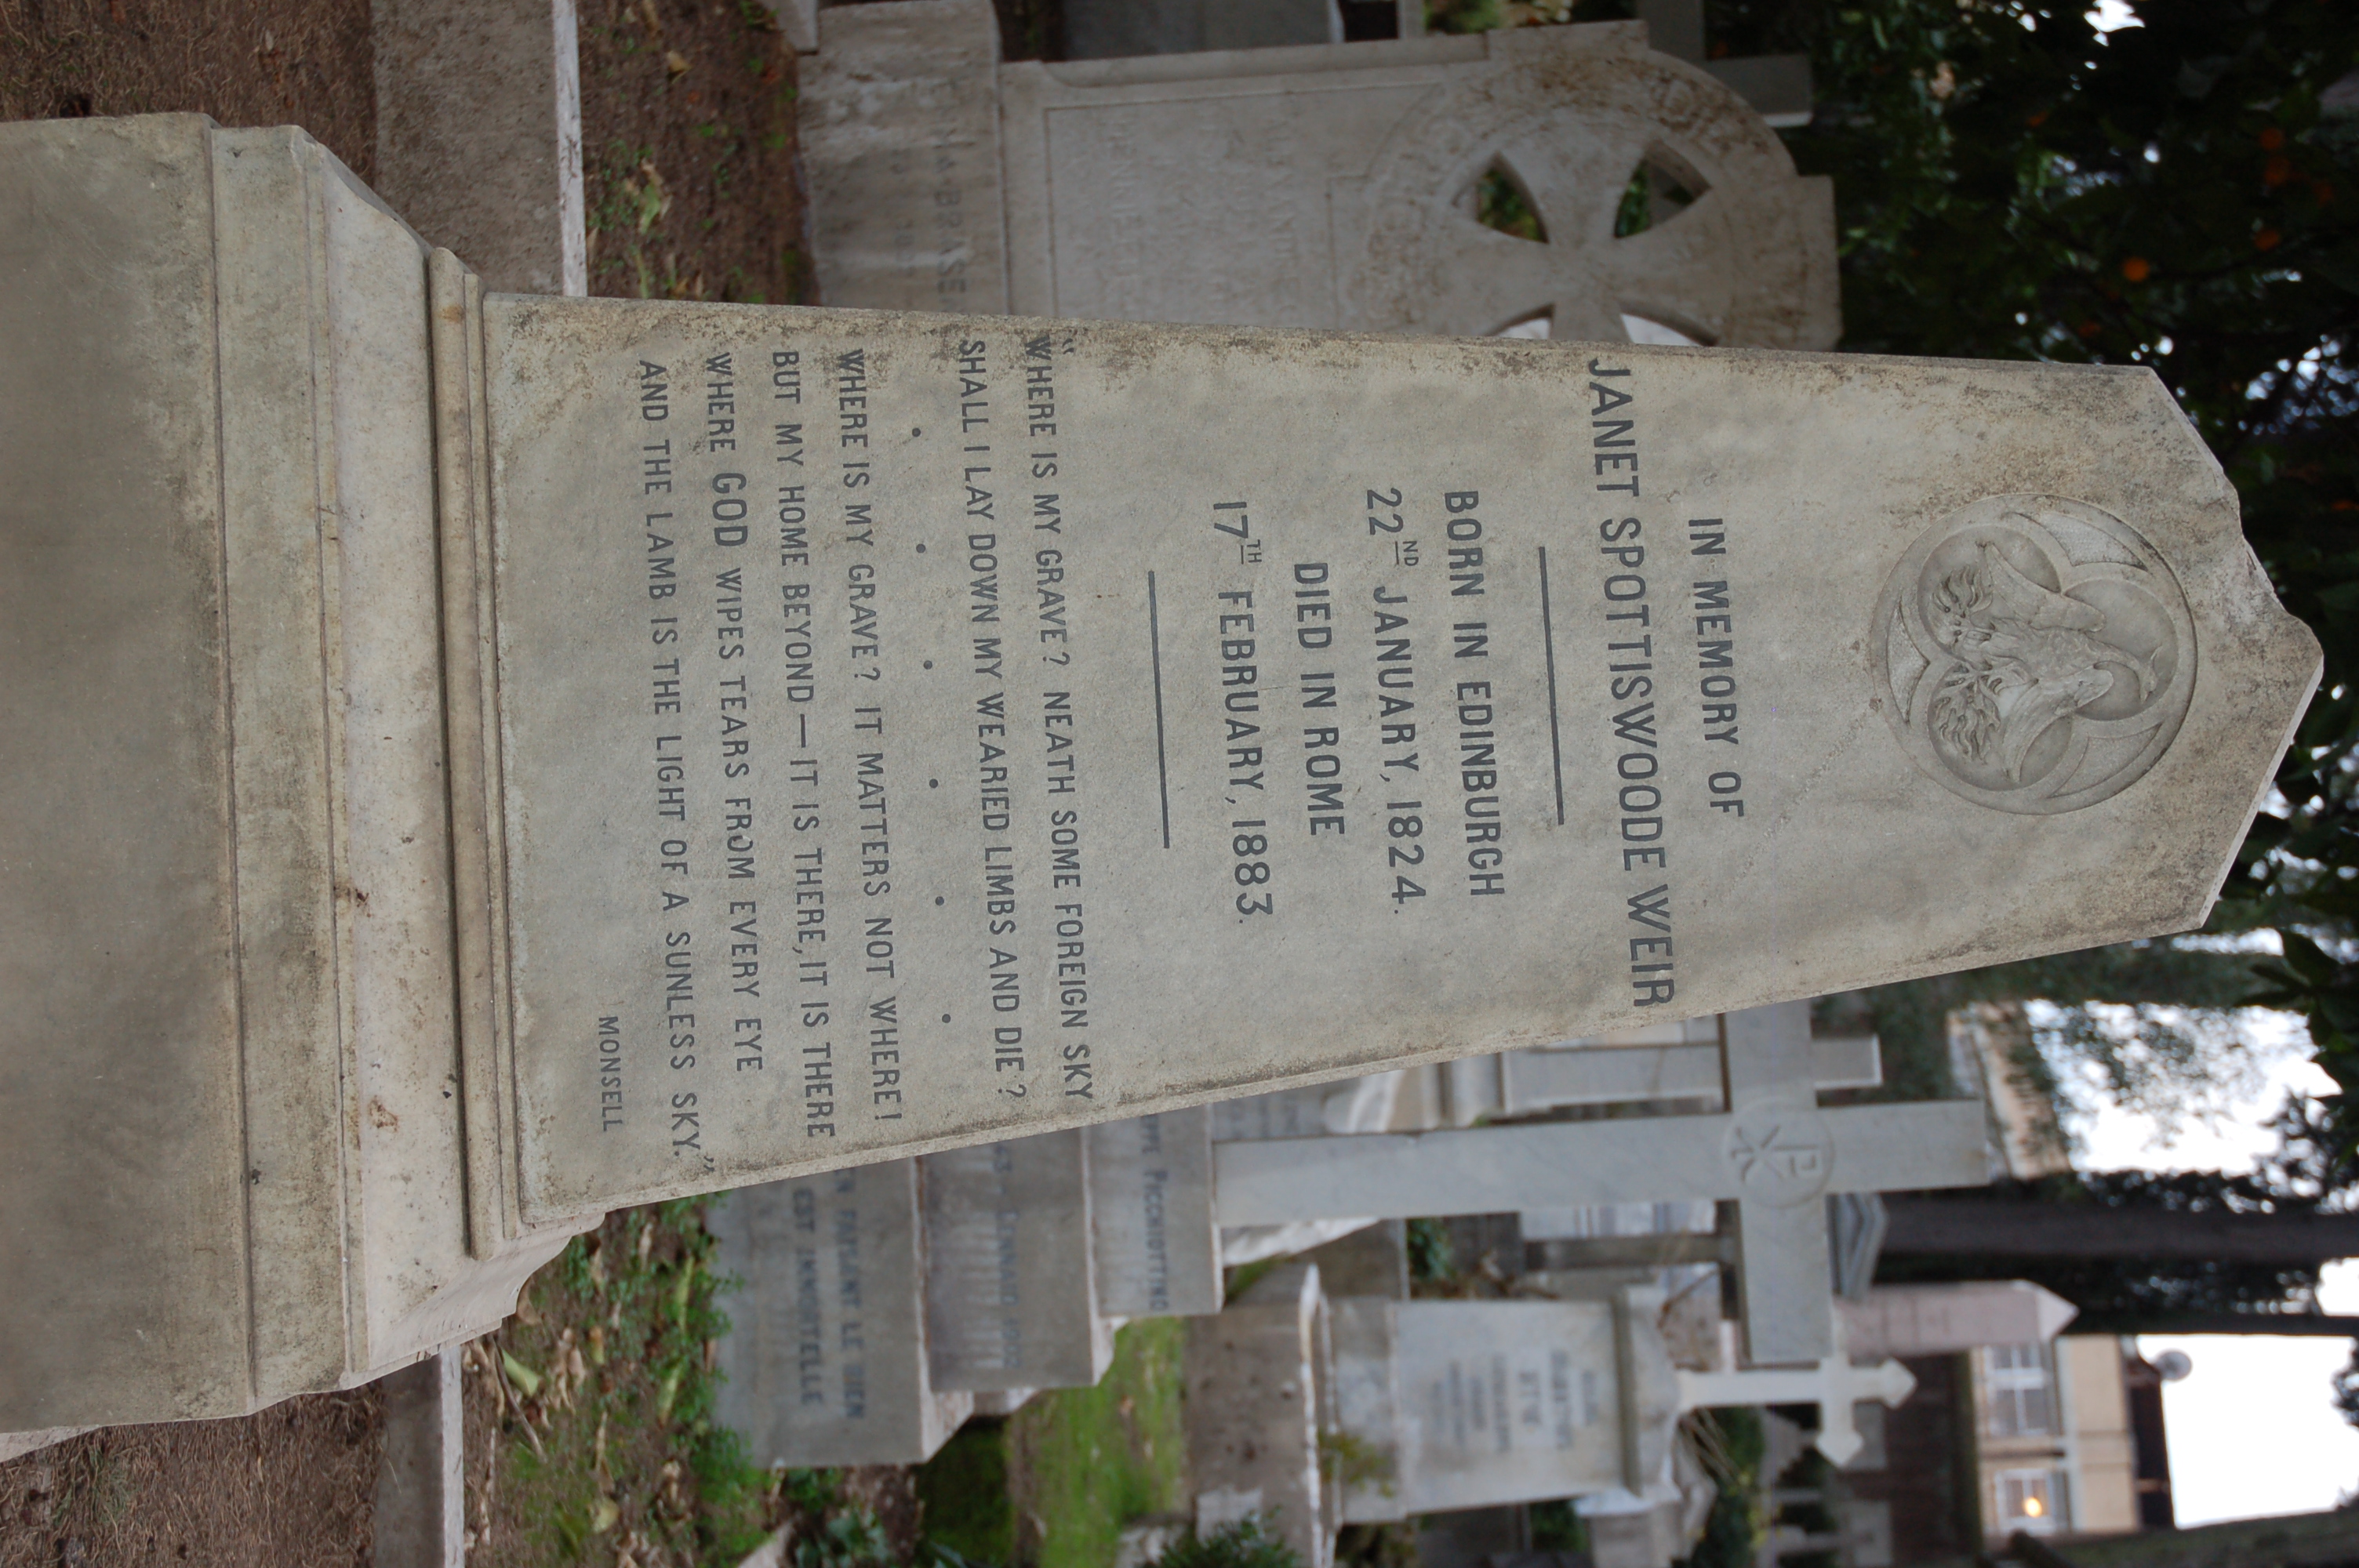 IN MEMORY OF
JANET SPOTTISWOODE WEIR
BORN IN EDINBURGH
22ND JANUARY, 1824.
DIED IN ROME
17TH FEBRUARY, 1883.
"WHERE IS MY GRAVE? NEATH SOME FOREIGN SKY
SHALL I LAY DOWN MY WEARIED LIMBS AND DIE?
. . . . . .
WHERE IS MY GRAVE? IT MATTERS NOT WHERE!
BUT MY HOME BEYOND — IT IS THERE, IT IS THERE
WHERE GOD WIPES TEARS FROM EVERY EYE
AND THE LAMB IS THE LIGHT OF A SUNLESS SKY."
MONSELL
PICCHIOTTINO
FAISANT LE BIEN
EST IMMORTELLE